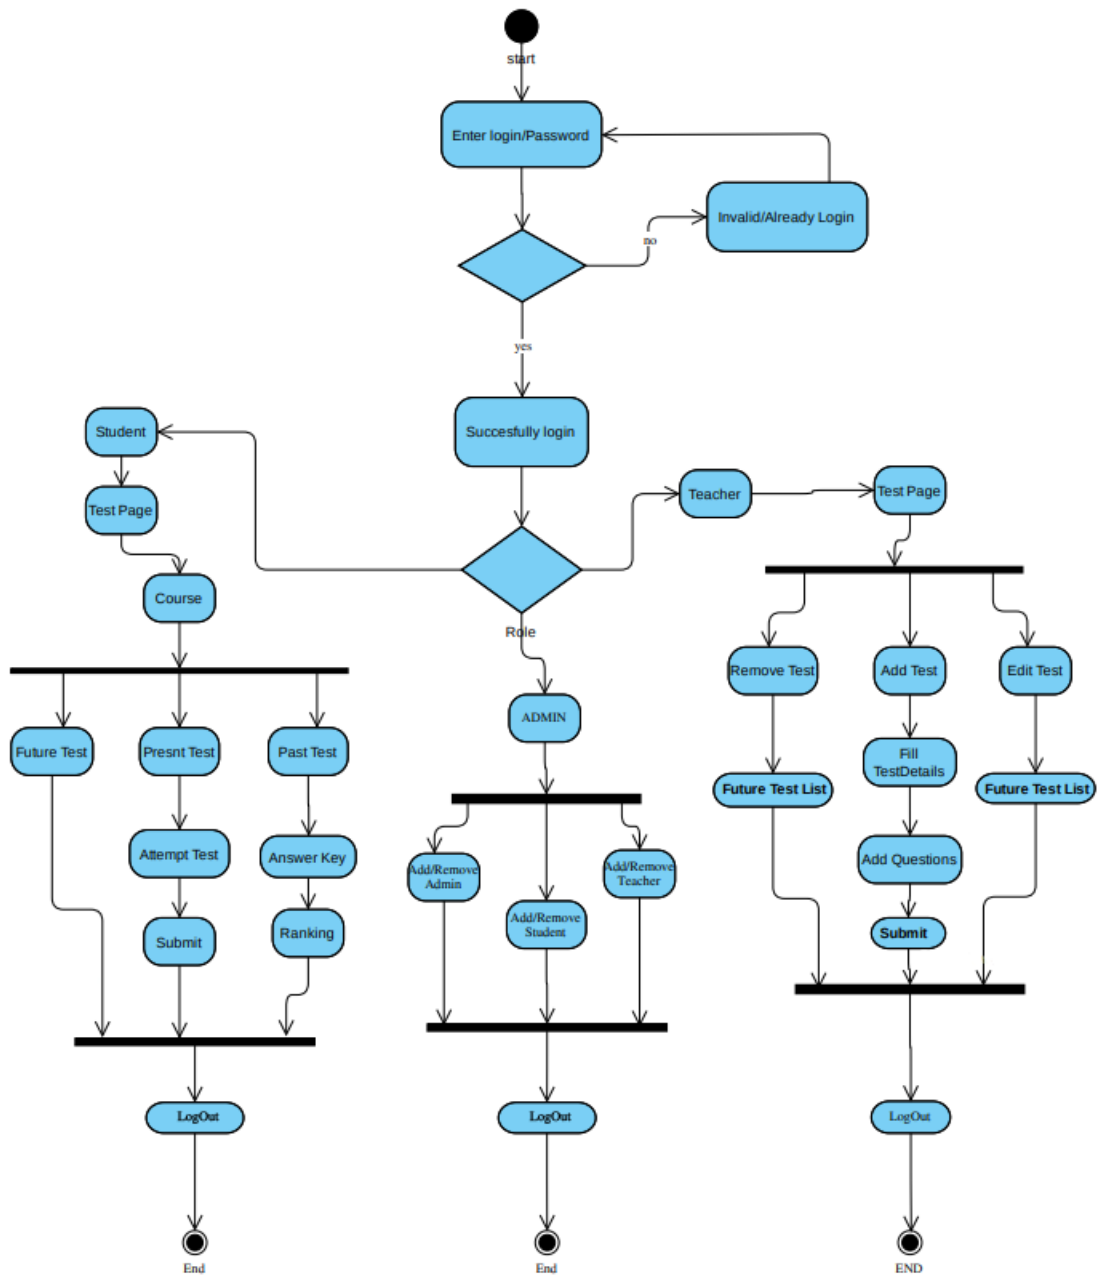 start
Enter login/Password
Invalid/Already Login
no
yes
Succesfully login
Student
Test Page
Course
Role
Teacher
Test Page
Future Test
Presnt Test
Past Test
Attempt Test
Answer Key
Submit
Ranking
LogOut
End
ADMIN
Add/Remove
Admin
Add/Remove
Student
Add/Remove
Teacher
LogOut
End
Remove Test
Add Test
Edit Test
Future Test List
Fill
TestDetails
Future Test List
Add Questions
Submit
LogOut
END